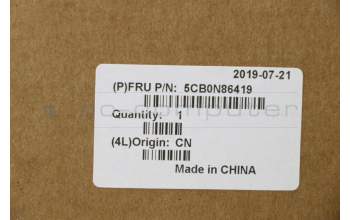 2019-07-21
(P)FRU P/N: 5CB0N86419
Quantity: 1
(4L)Origin: CN
Made in CHINA